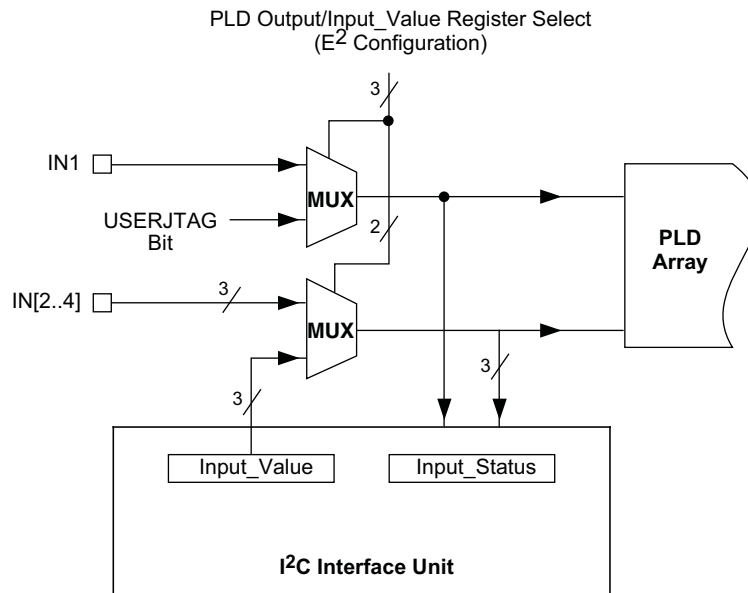 PLD Output/Input_Value Register Select
(E2 Configuration)
3
IN1
MUX
USERJTAG
Bit
2
PLD
Array
IN[2..4]
3
MUX
3
3
Input_Value
Input_Status
I2C Interface Unit